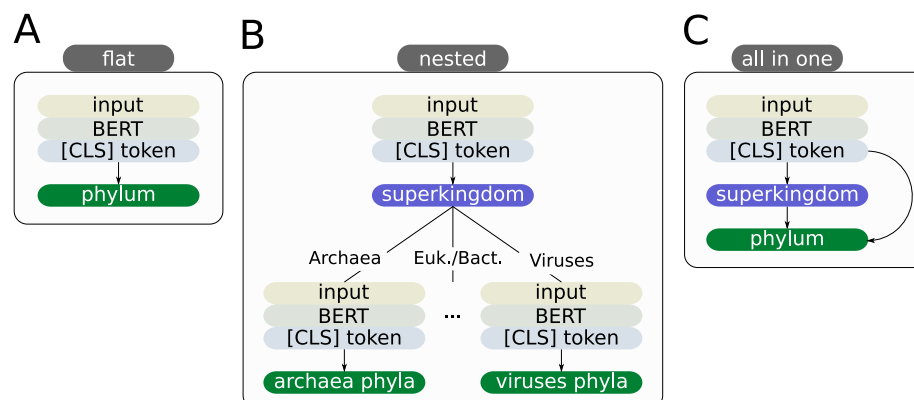 A
flat
input
BERT
[CLS] token
phylum
B
nested
input
BERT
[CLS] token
superkingdom
Archaea
Euk./Bact.
Viruses
input
BERT
[CLS] token
archaea phyla
...
input
BERT
[CLS] token
viruses phyla
C
all in one
input
BERT
[CLS] token
superkingdom
phylum